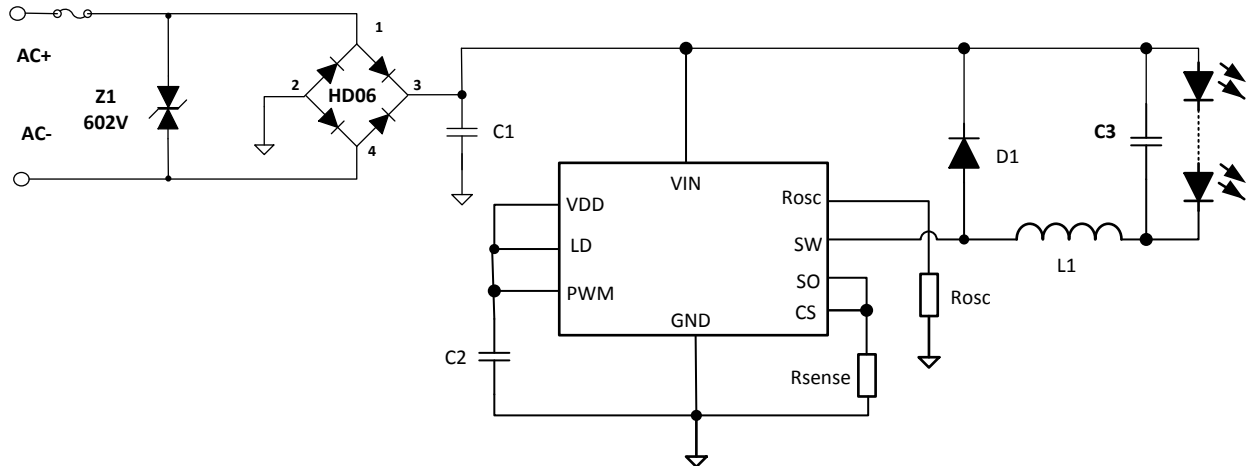 AC+
AC-
Z1
602V
1
2
HD06
3
4
C1
VIN
VDD
LD
PWM
GND
Rosc
SW
SO
CS
C2
Rsense
Rosc
D1
L1
C3